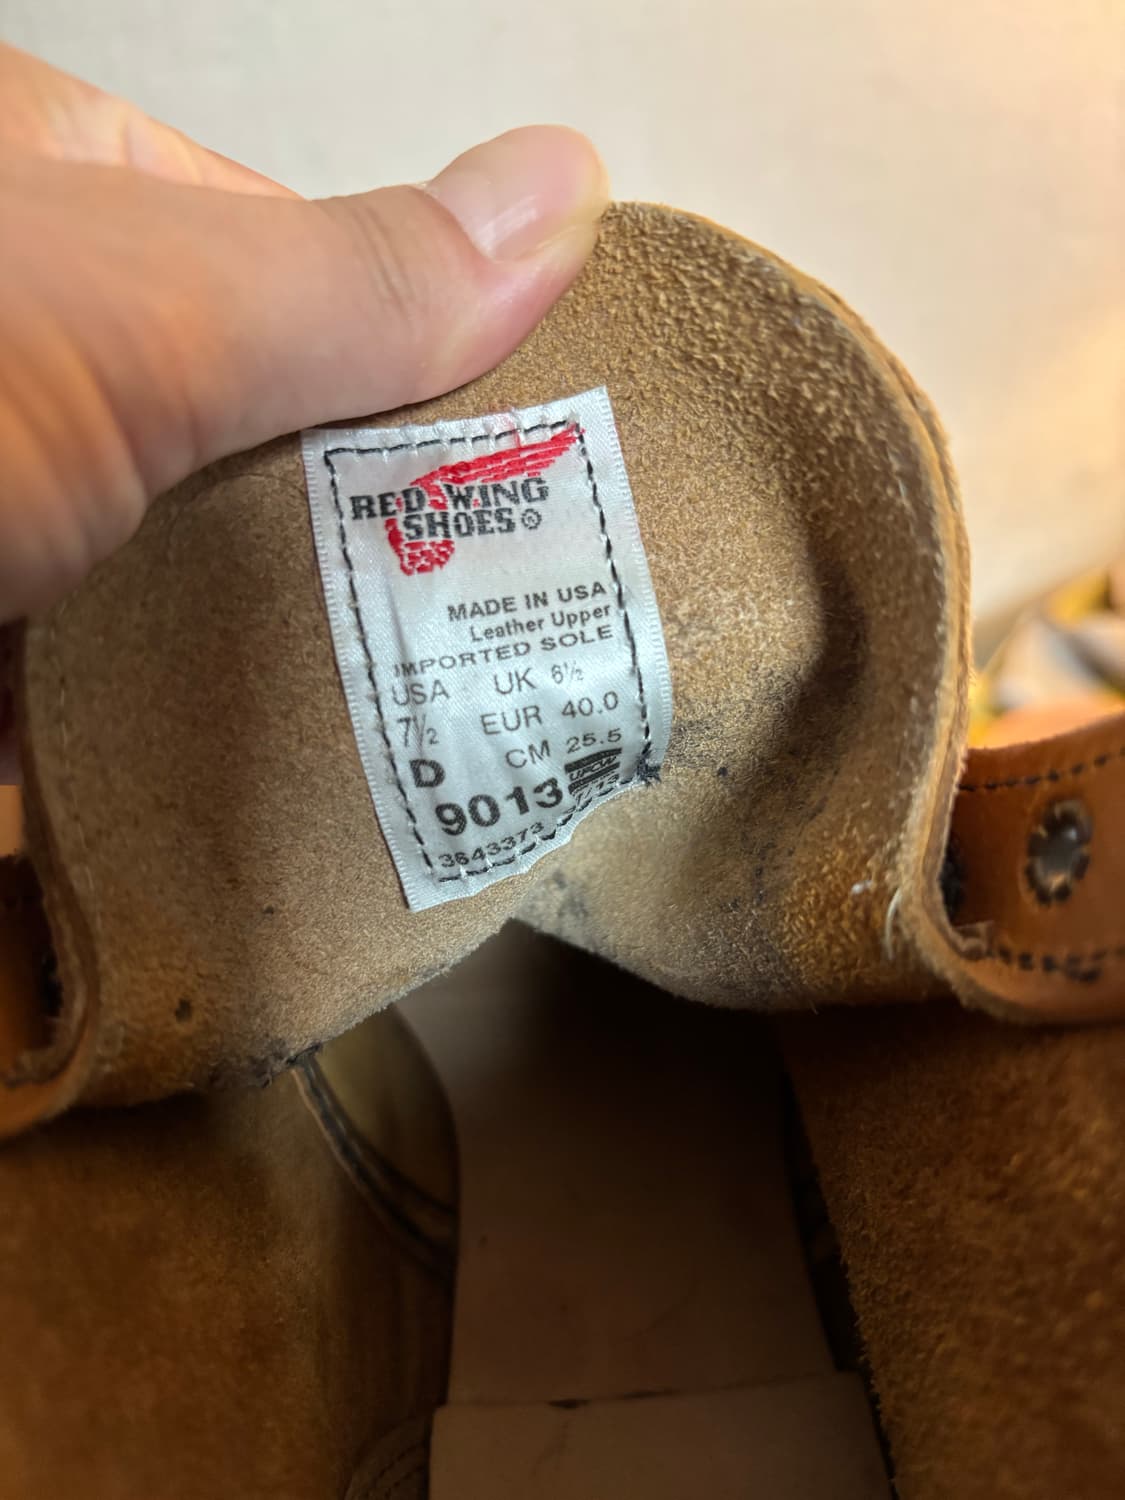 RED WING
SHOES®
MADE IN USA
Leather Upper
IMPORTED SOLE
USA UK 6½
7½ EUR 40.0
D CM 25.5
9013
3643373